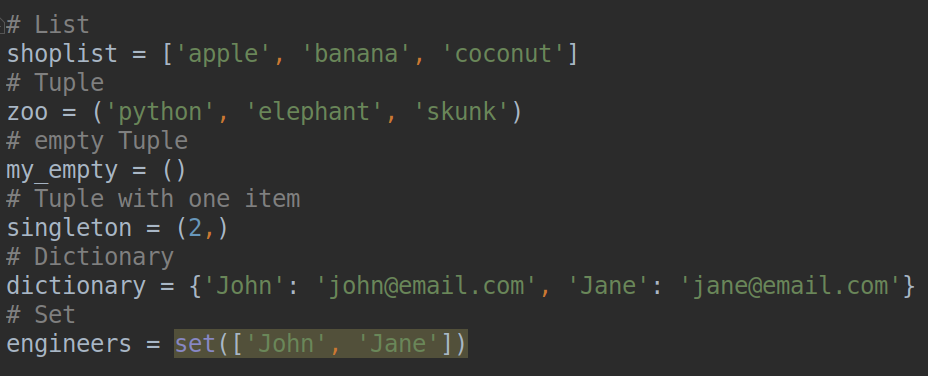 # List
shoplist = ['apple', 'banana', 'coconut']
# Tuple
zoo = ('python', 'elephant', 'skunk')
# empty Tuple
my_empty = ()
# Tuple with one item
singleton = (2,)
# Dictionary
dictionary = {'John': 'john@email.com', 'Jane': 'jane@email.com'}
# Set
engineers = set(['John', 'Jane'])